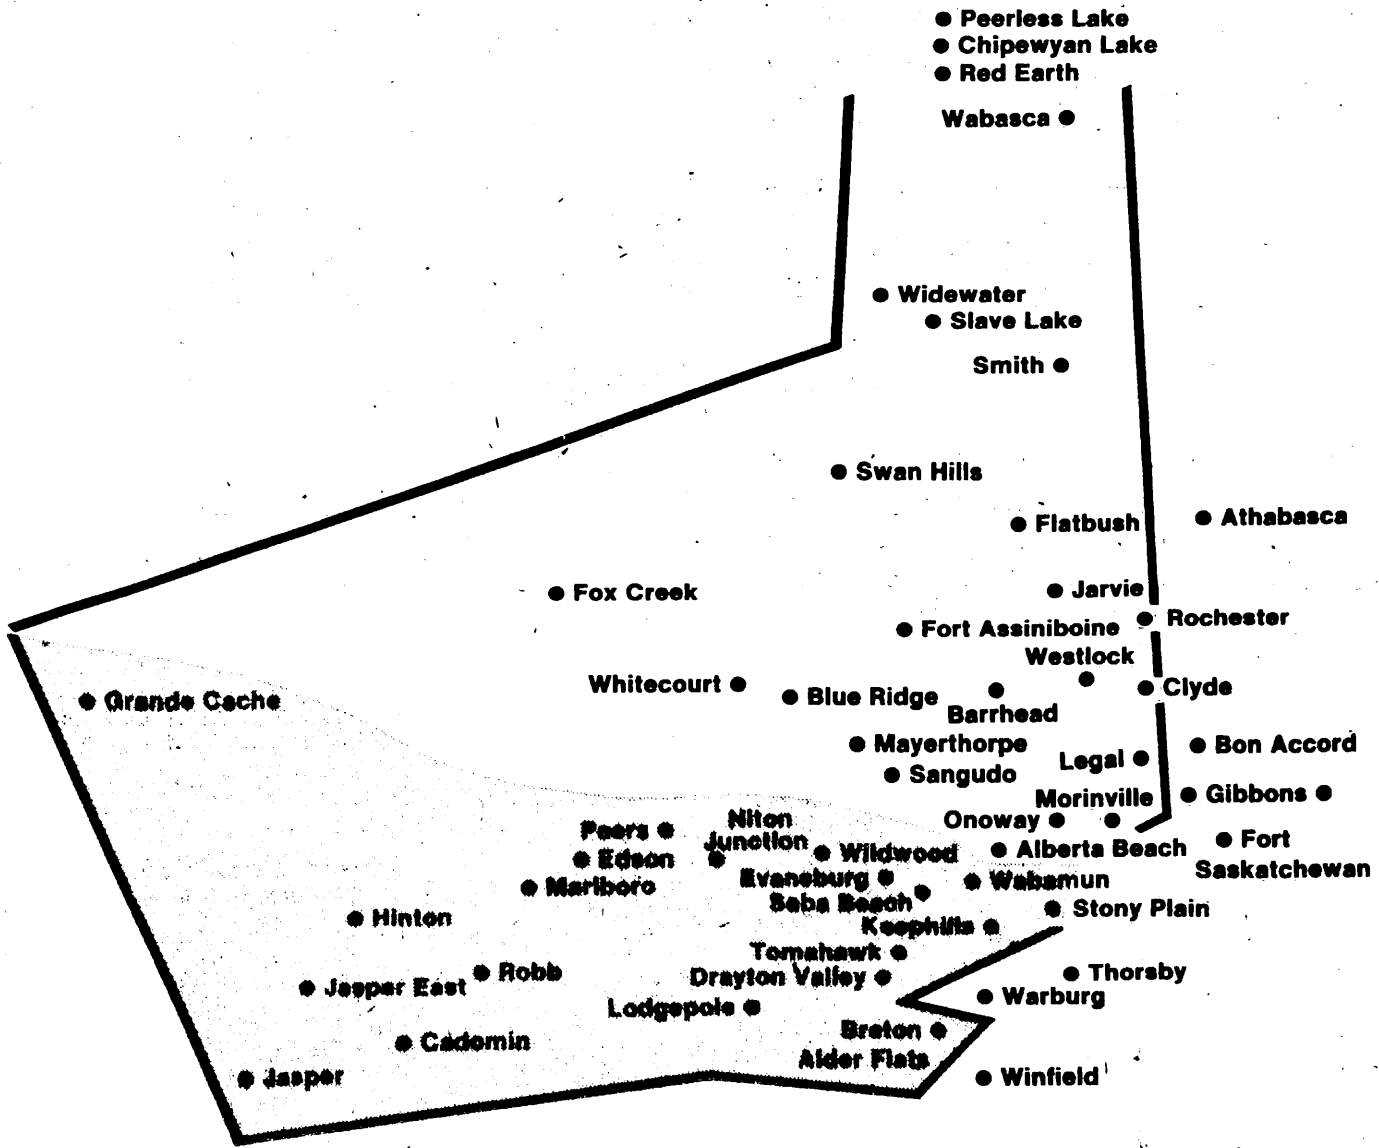 Peerless Lake
Chipewyan Lake
Red Earth
Wabasca
Widewater
Slave Lake
Smith
Swan Hills
Flatbush
Athabasca
Fox Creek
Jarvie
Rochester
Fort Assiniboine
Westlock
Whitecourt
Clyde
Grande Cache
Blue Ridge
Barrhead
Mayerthorpe
Bon Accord
Legal
Sangudo
Morinville
Gibbons
Onoway
Niton
Junction
Peers
Fort
Saskatchewan
Alberta Beach
Wildwood
Edson
Evansburg
Wabamun
Marlboro
Seba Beach
Stony Plain
Hinton
Keephills
Tomahawk
Robb
Drayton Valley
Thorsby
Jasper East
Warburg
Lodgepole
Breton
Cadomin
Alder Flats
Jasper
Winfield